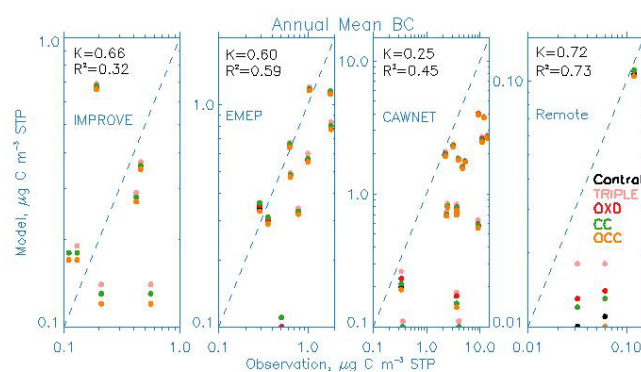 Annual Mean BC
K=0.66
R²=0.32
IMPROVE
K=0.60
R²=0.59
EMEP
K=0.25
R²=0.45
CAWNET
K=0.72
R²=0.73
Remote
Control
TRIPLE
OXD
CC
OCC
Model, μg C m⁻³ STP
1.0
0.1
1.0
0.1
10.0
1.0
0.1
0.10
0.01
0.1 1.0
0.1 1.0
0.1 1.0 10.0
0.01 0.10
Observation, μg C m⁻³ STP